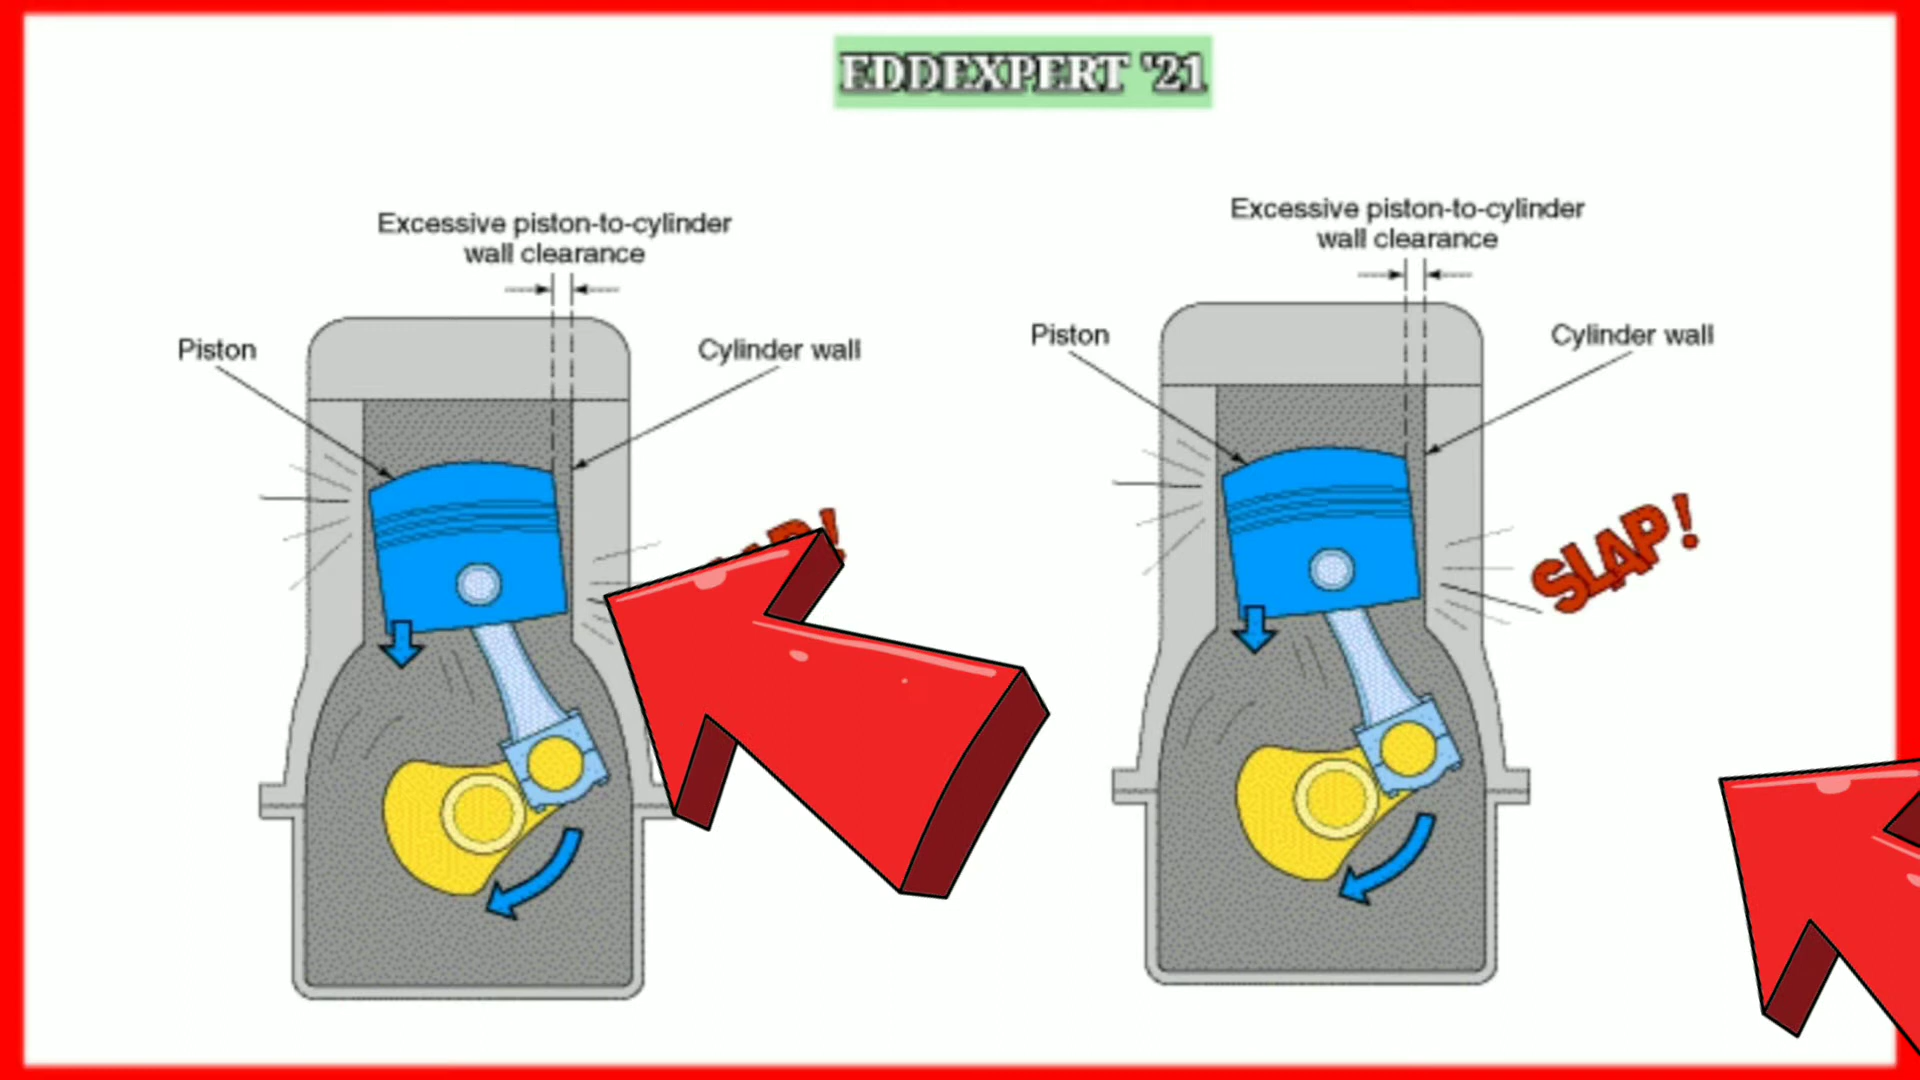 EDDEXPERT '21
Excessive piston-to-cylinder
wall clearance
Piston
Cylinder wall
Excessive piston-to-cylinder
wall clearance
Piston
Cylinder wall
SLAP!